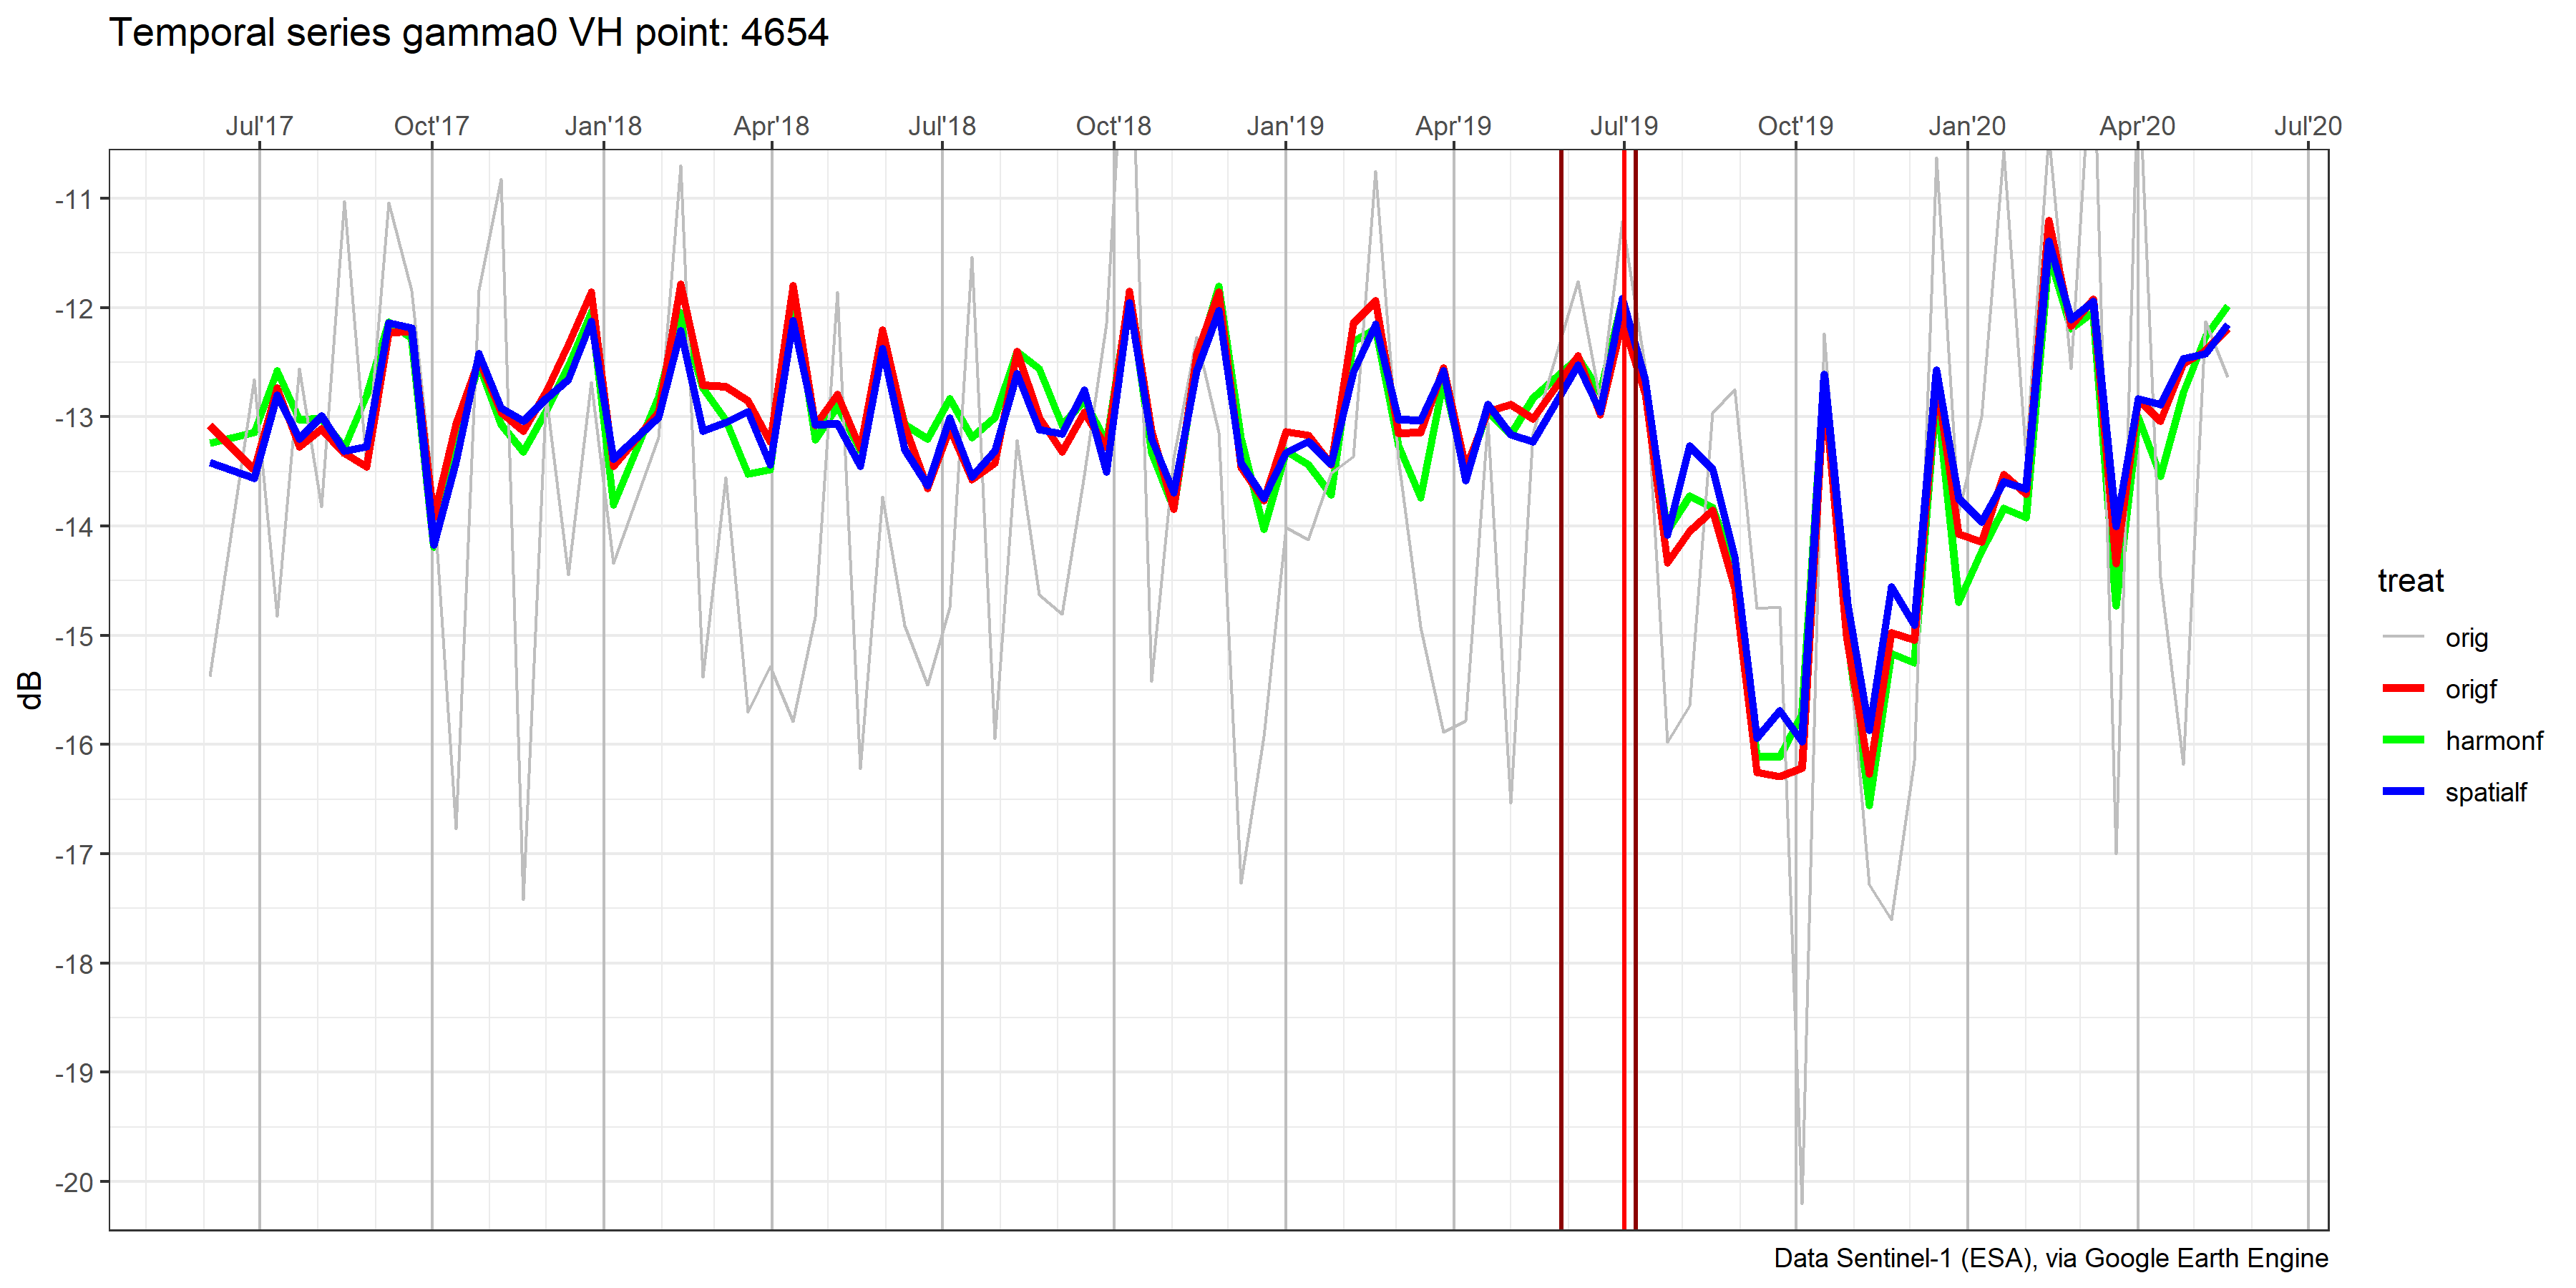 Temporal series gamma0 VH point: 4654
Jul'17 Oct'17 Jan'18 Apr'18 Jul'18 Oct'18 Jan'19 Apr'19 Jul'19 Oct'19 Jan'20 Apr'20 Jul'20
-11
-12
-13
-14
-15
-16
-17
-18
-19
-20
dB
treat
orig
origf
harmonf
spatialf
Data Sentinel-1 (ESA), via Google Earth Engine